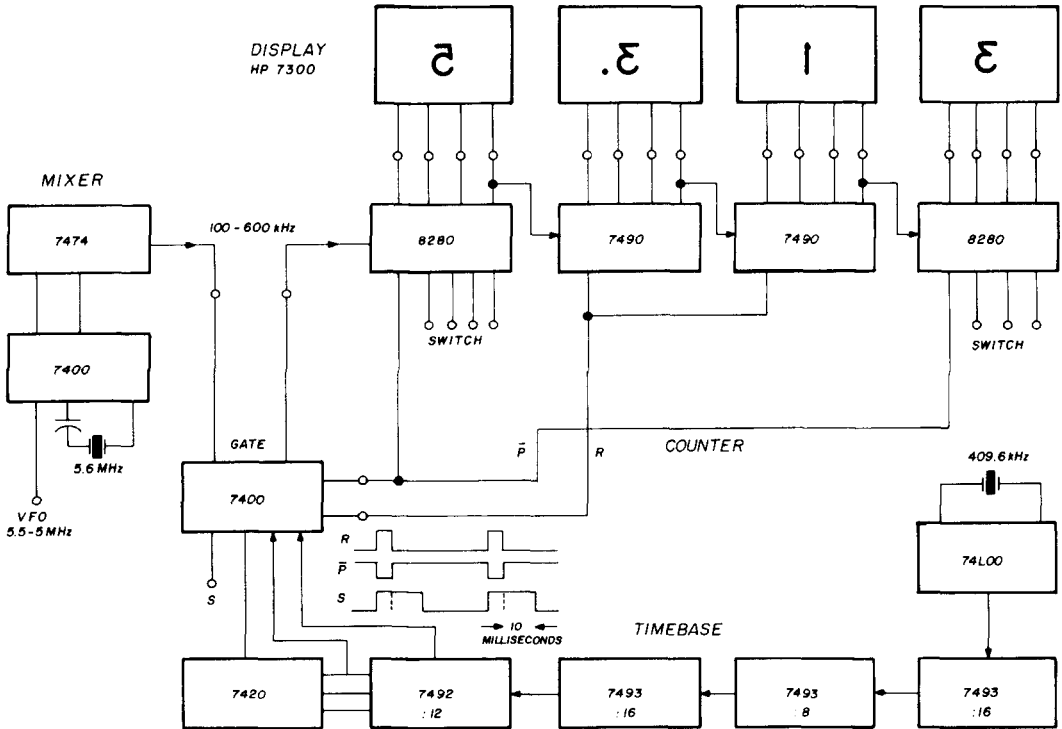 DISPLAY
HP 7300
5
.3
1
3
MIXER
7474
100-600 kHz
8280
7490
7490
8280
SWITCH
SWITCH
7400
5.6 MHz
VFO
5.5-5 MHz
GATE
7400
P̅
R
COUNTER
409.6 kHz
74L00
S
R
P̅
S
10
MILLISECONDS
TIMEBASE
7420
7492
:12
7493
:16
7493
:8
7493
:16